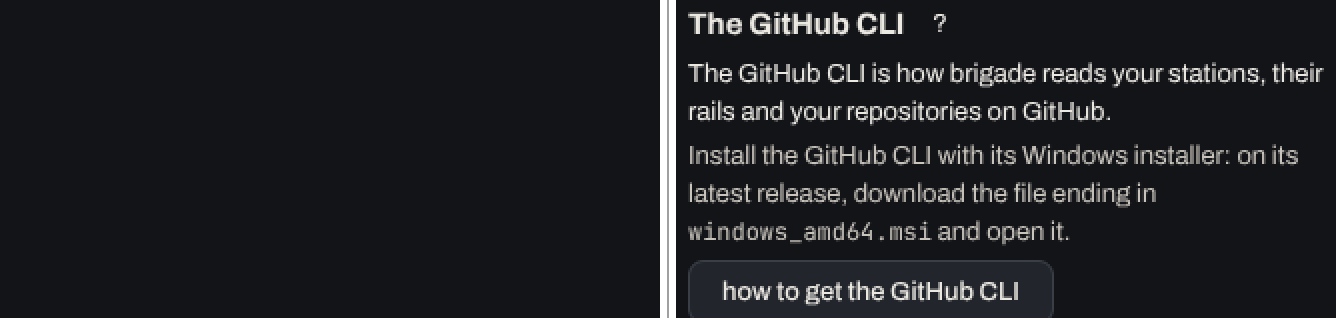 The GitHub CLI ?
The GitHub CLI is how brigade reads your stations, their
rails and your repositories on GitHub.
Install the GitHub CLI with its Windows installer: on its
latest release, download the file ending in
windows_amd64.msi and open it.
how to get the GitHub CLI